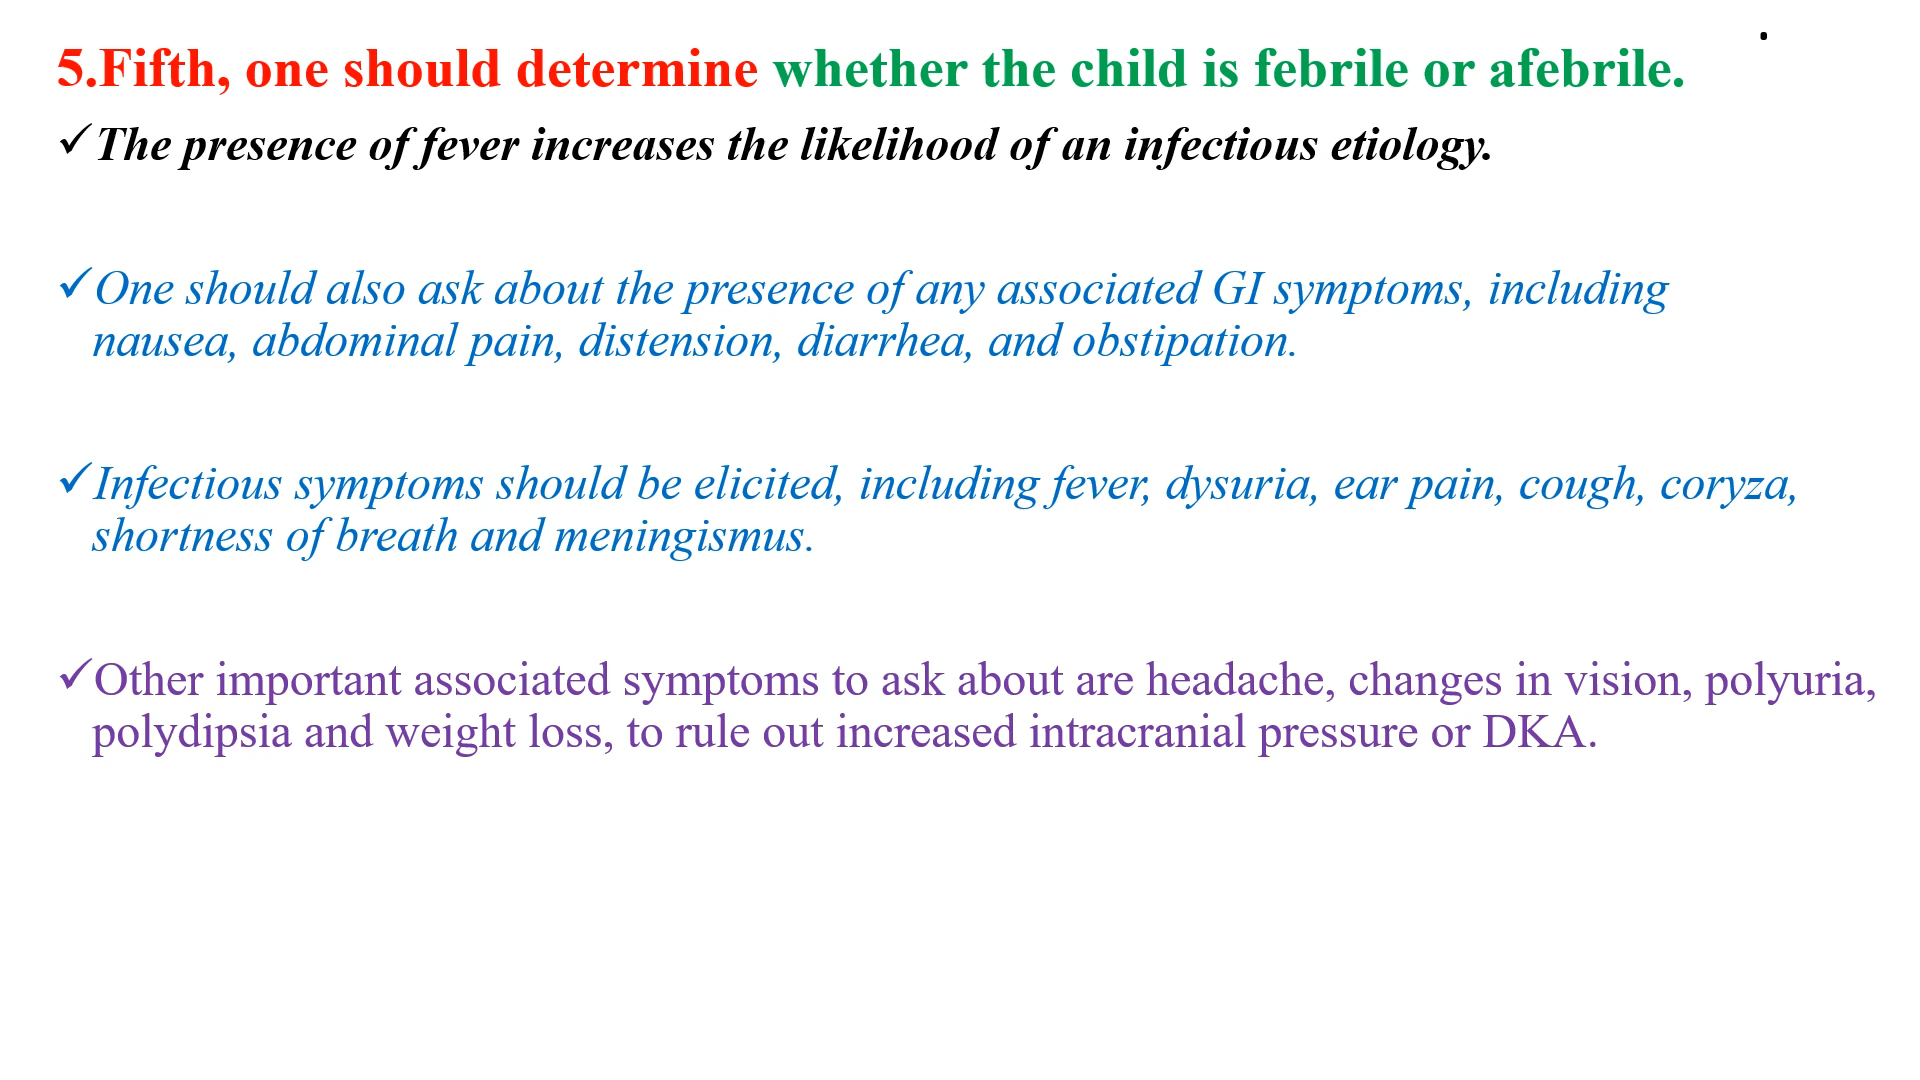 5.Fifth, one should determine whether the child is febrile or afebrile.
✓The presence of fever increases the likelihood of an infectious etiology.
✓One should also ask about the presence of any associated GI symptoms, including
nausea, abdominal pain, distension, diarrhea, and obstipation.
✓Infectious symptoms should be elicited, including fever, dysuria, ear pain, cough, coryza,
shortness of breath and meningismus.
✓Other important associated symptoms to ask about are headache, changes in vision, polyuria,
polydipsia and weight loss, to rule out increased intracranial pressure or DKA.